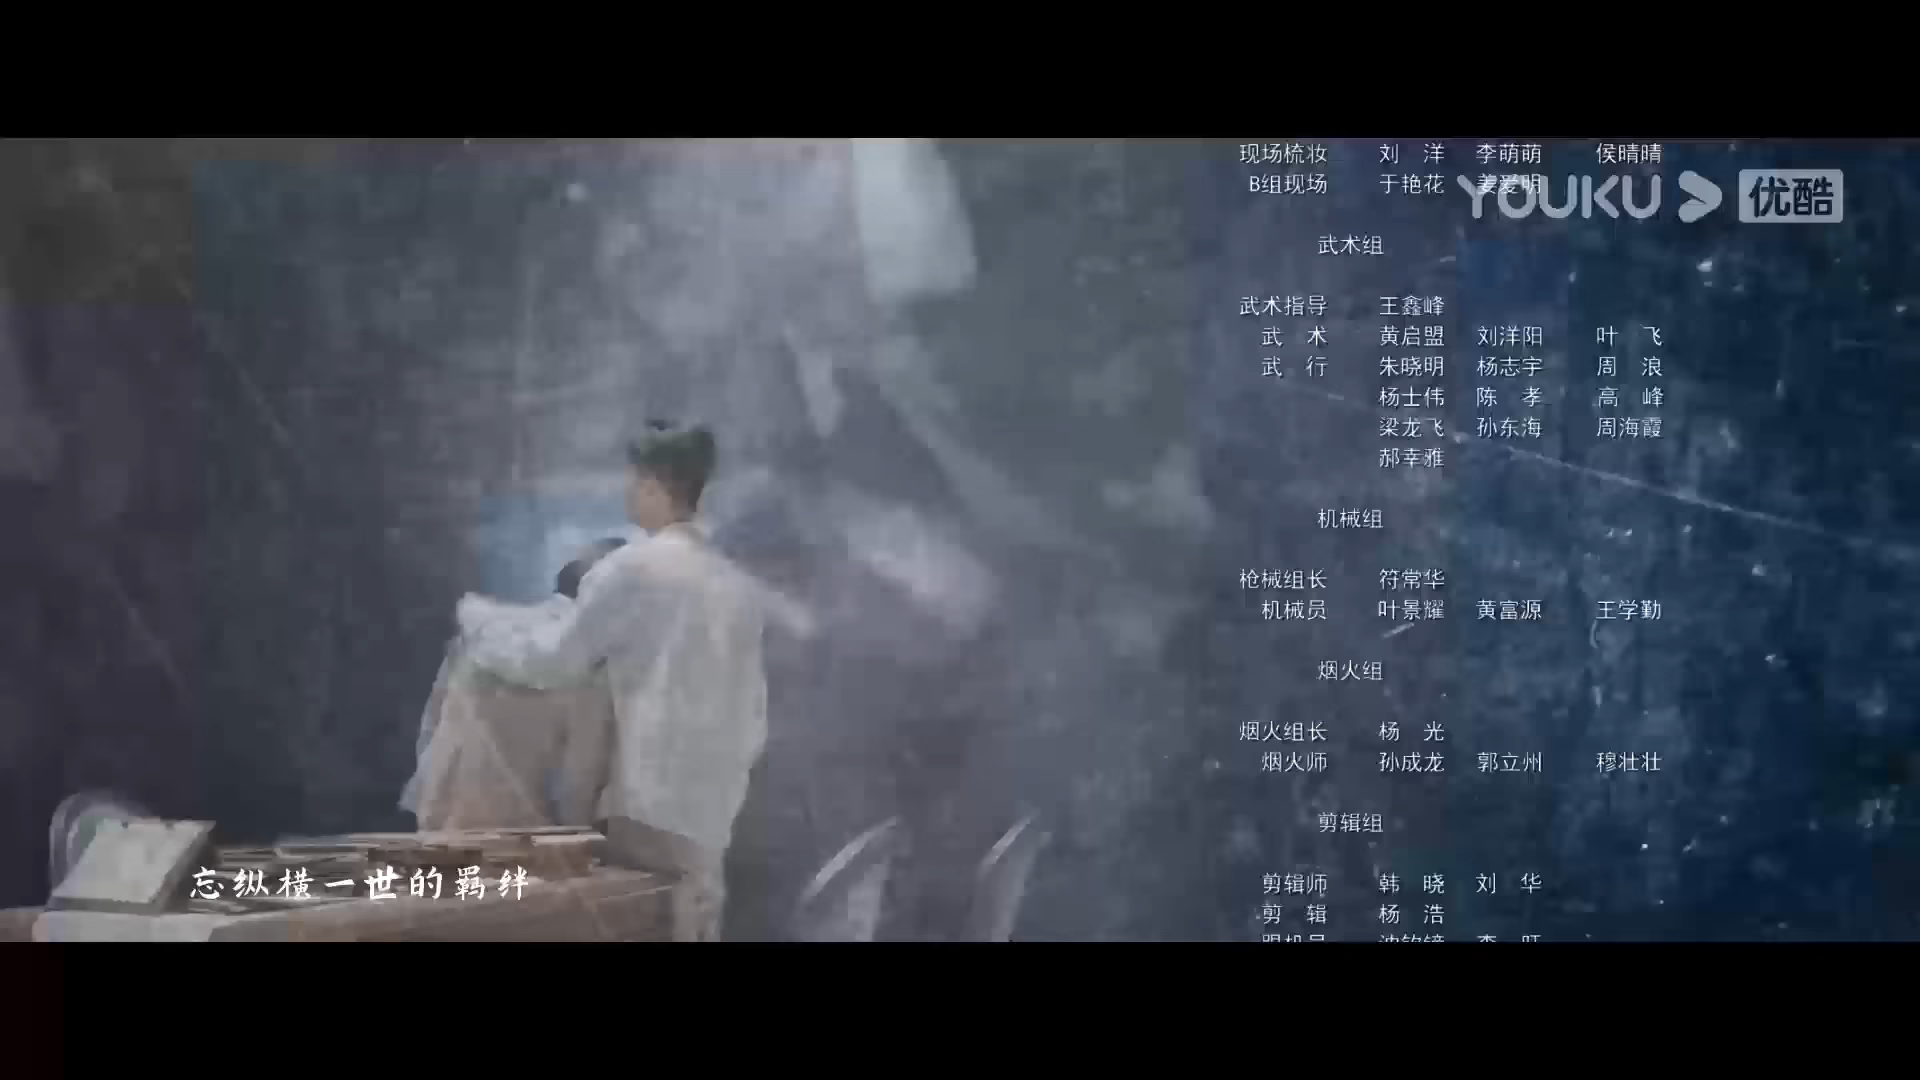 现场梳妆 刘 洋 李萌萌 侯晴晴
B组现场 于艳花 姜爱明
YOUKU 优酷
武术组
武术指导 王鑫峰
武 术 黄启盟 刘洋阳 叶 飞
武 行 朱晓明 杨志宇 周 浪
杨士伟 陈 孝 高 峰
梁龙飞 孙东海 周海霞
郝幸雅
机械组
枪械组长 符常华
机械员 叶景耀 黄富源 王学勤
烟火组
烟火组长 杨 光
烟火师 孙成龙 郭立州 穆壮壮
剪辑组
剪辑师 韩 晓 刘 华
剪 辑 杨 浩
忘纵横一世的羁绊